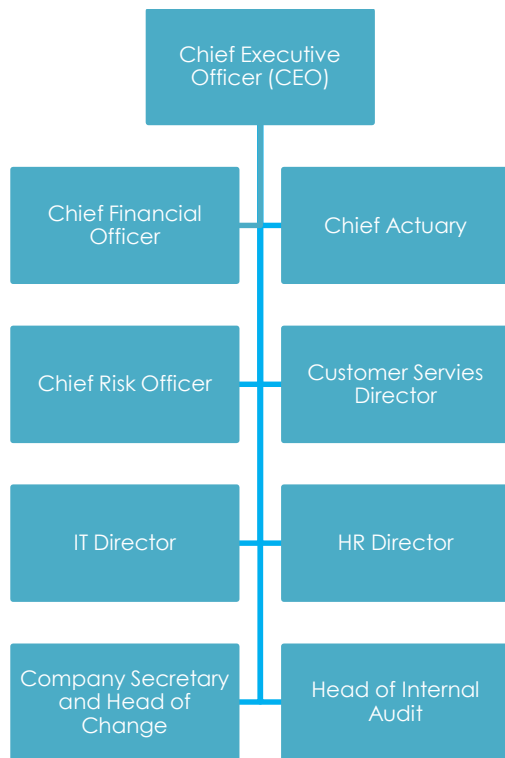 Chief Executive
Officer (CEO)
Chief Financial
Officer
Chief Actuary
Chief Risk Officer
Customer Servies
Director
IT Director
HR Director
Company Secretary
and Head of
Change
Head of Internal
Audit